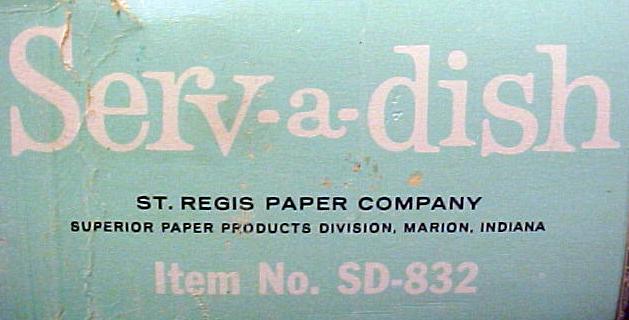 Serv-a-dish
ST. REGIS PAPER COMPANY
SUPERIOR PAPER PRODUCTS DIVISION, MARION, INDIANA
Item No. SD-832